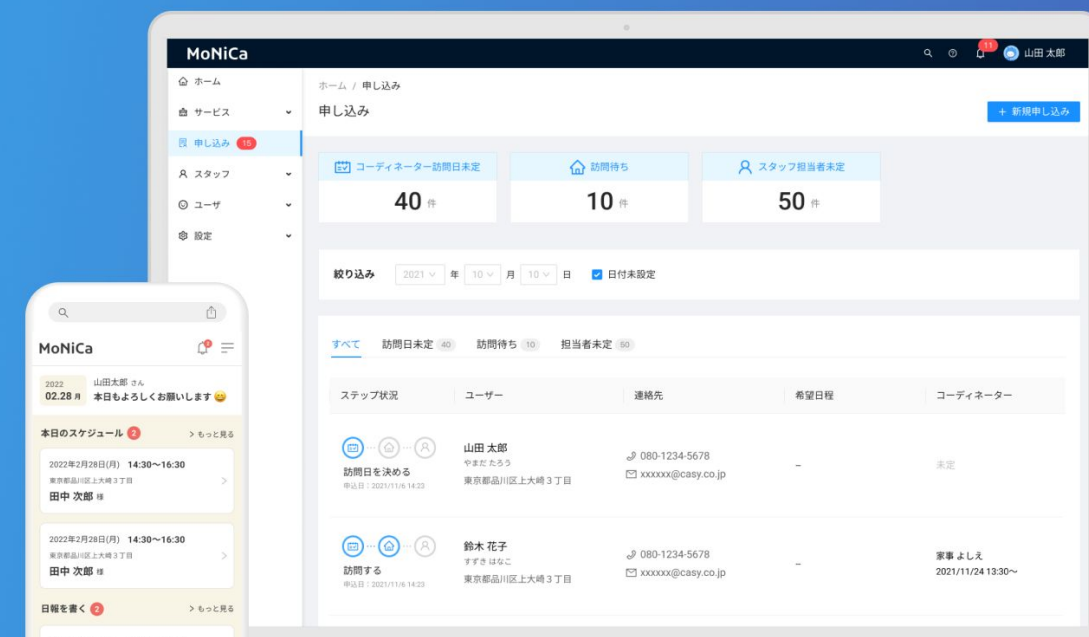 MoNiCa
11
山田 太郎
ホーム
サービス
申し込み 15
スタッフ
ユーザ
設定
ホーム / 申し込み
申し込み
+ 新規申し込み
コーディネーター訪問日未定
40 件
訪問待ち
10 件
スタッフ担当者未定
50 件
絞り込み 2021 年 10 月 10 日 日付未設定
すべて 訪問日未定 40 訪問待ち 10 担当者未定 50
ステップ状況 ユーザー 連絡先 希望日程 コーディネーター
訪問日を決める
申込日：2021/11/6 14:23
山田 太郎
やまだ たろう
東京都品川区上大崎3丁目
080-1234-5678
xxxxxx@casy.co.jp
–
未定
訪問する
申込日：2021/11/6 14:23
鈴木 花子
すずき はなこ
東京都品川区上大崎3丁目
080-1234-5678
xxxxxx@casy.co.jp
–
家事 よしえ
2021/11/24 13:30〜
MoNiCa
2022
02.28 月
山田太郎 さん
本日もよろしくお願いします😄
本日のスケジュール 2 > もっと見る
2022年2月28日(月) 14:30〜16:30
東京都品川区上大崎3丁目
田中 次郎 様
2022年2月28日(月) 14:30〜16:30
東京都品川区上大崎3丁目
田中 次郎 様
日報を書く 2 > もっと見る